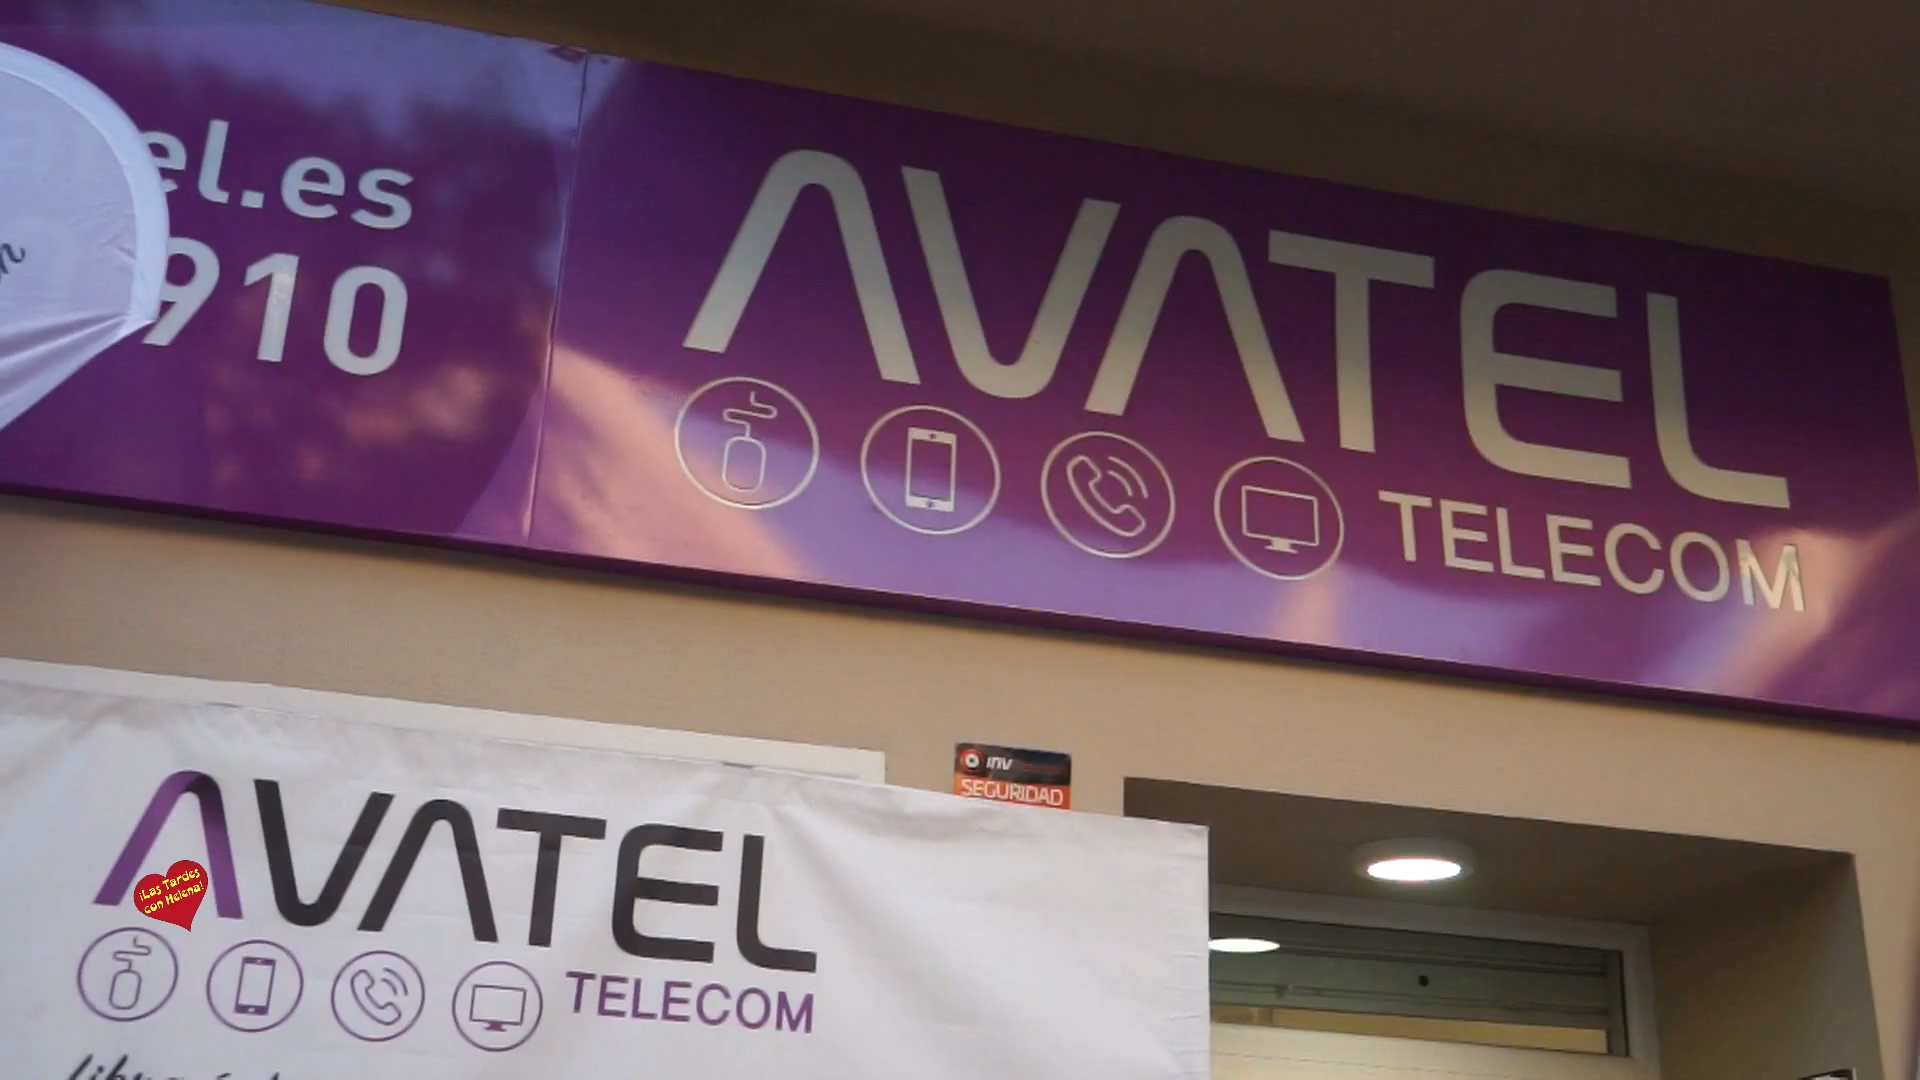 el.es
910
AVATEL
TELECOM
inv
SEGURIDAD
AVATEL
¡Las Tardes
con Helena!
TELECOM